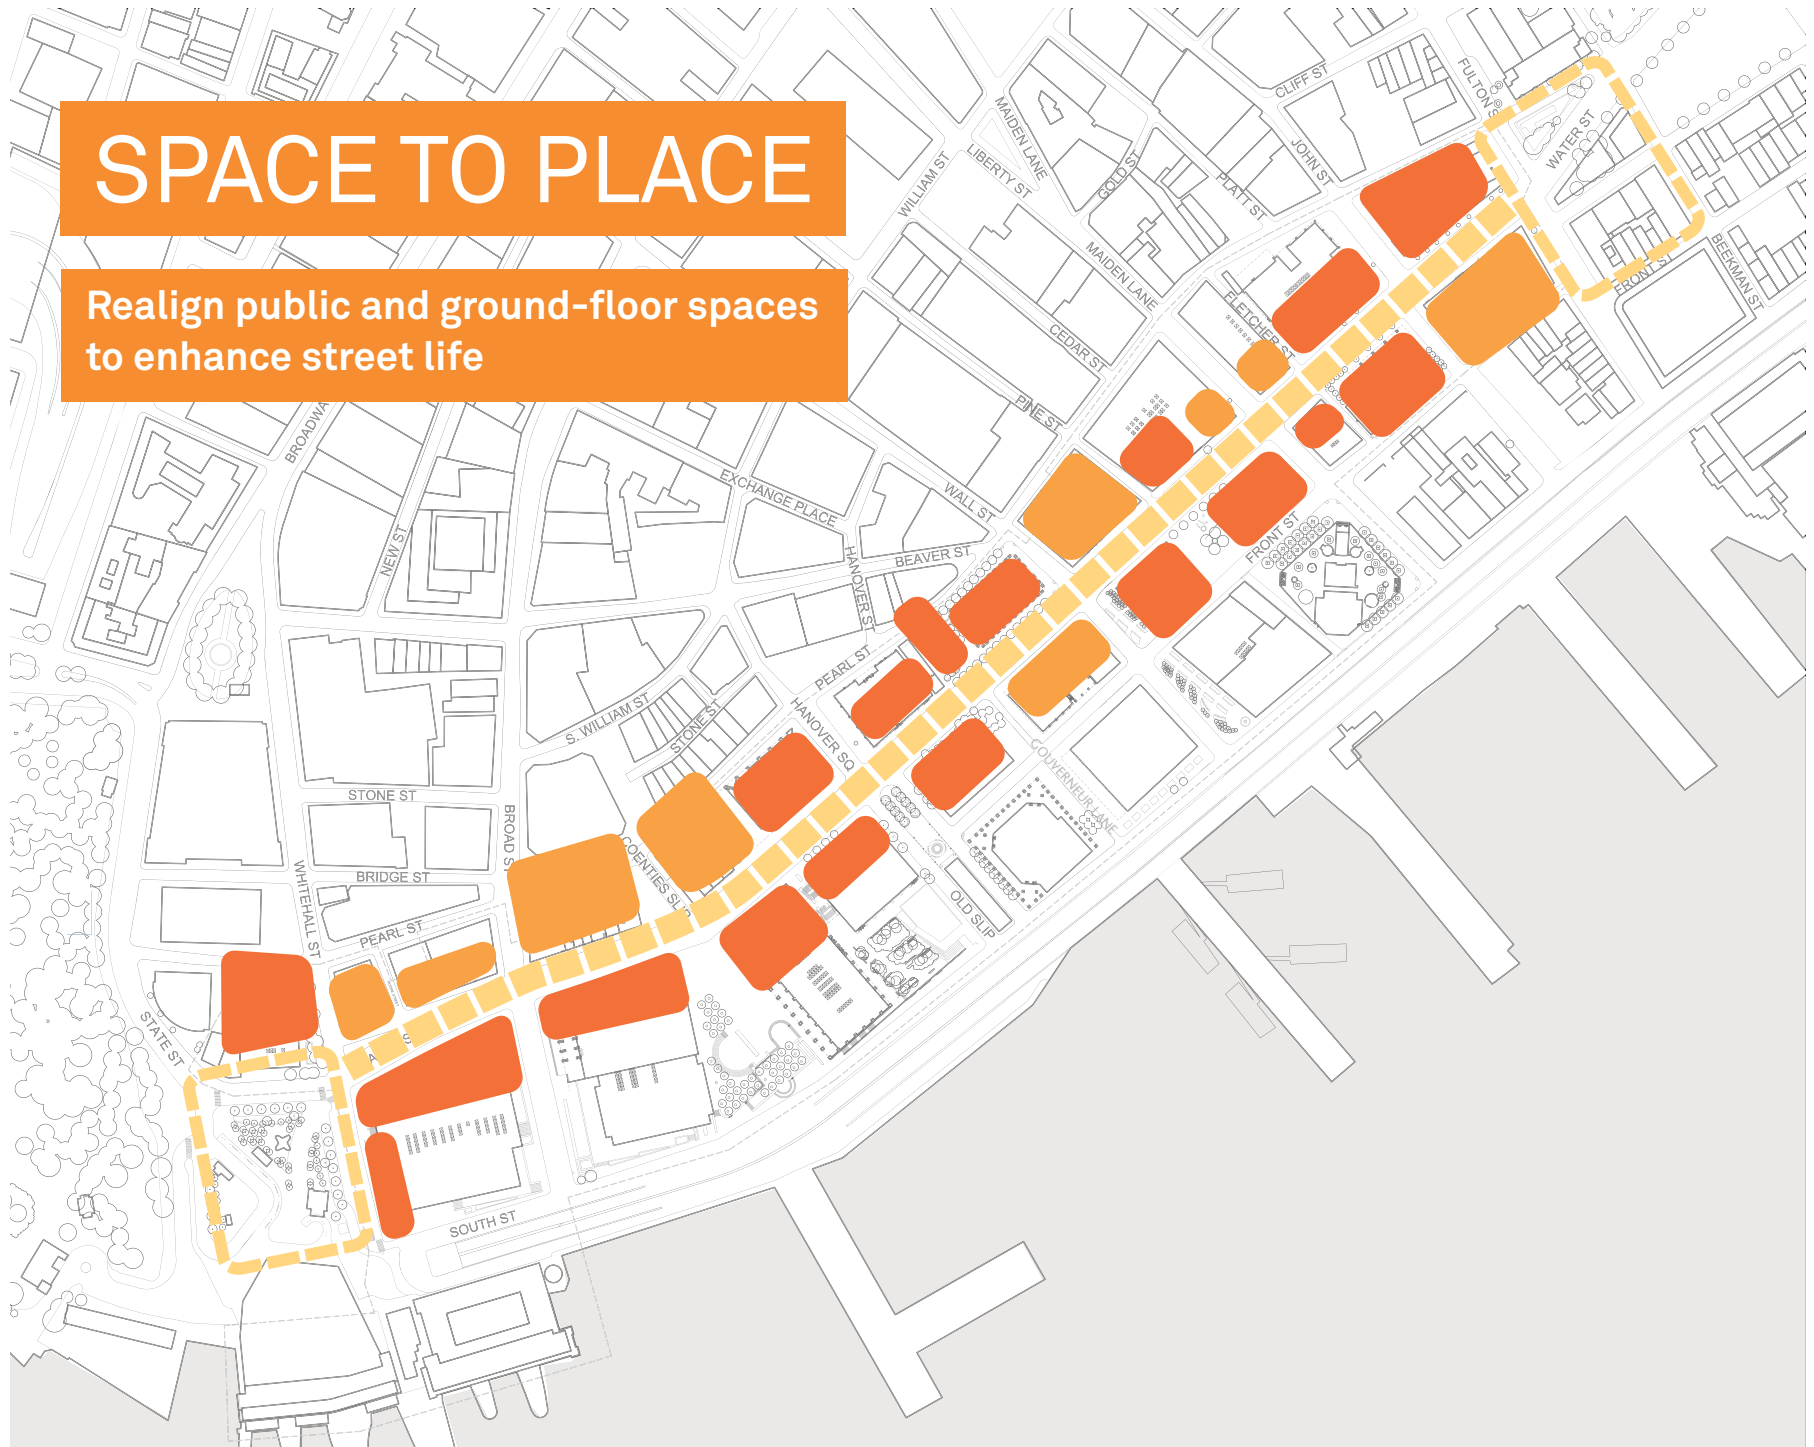 SPACE TO PLACE
Realign public and ground-floor spaces
to enhance street life
CLIFF ST
FULTON S
WATER ST
JOHN ST
MAIDEN LANE
LIBERTY ST
GOLD ST
PLATT ST
WILLIAM ST
MAIDEN LANE
FLETCHER ST
FRONT ST
BEEKMAN ST
CEDAR ST
PINE ST
BROADWA
EXCHANGE PLACE
WALL ST
NEW ST
HANOVER ST
BEAVER ST
FRONT ST
PEARL ST
S. WILLIAM ST
STONE ST
HANOVER SQ
GOUVERNEUR LANE
STONE ST
BROAD S
COENTIES SLIP
BRIDGE ST
WHITEHALL ST
OLD SLIP
PEARL ST
STATE ST
SOUTH ST